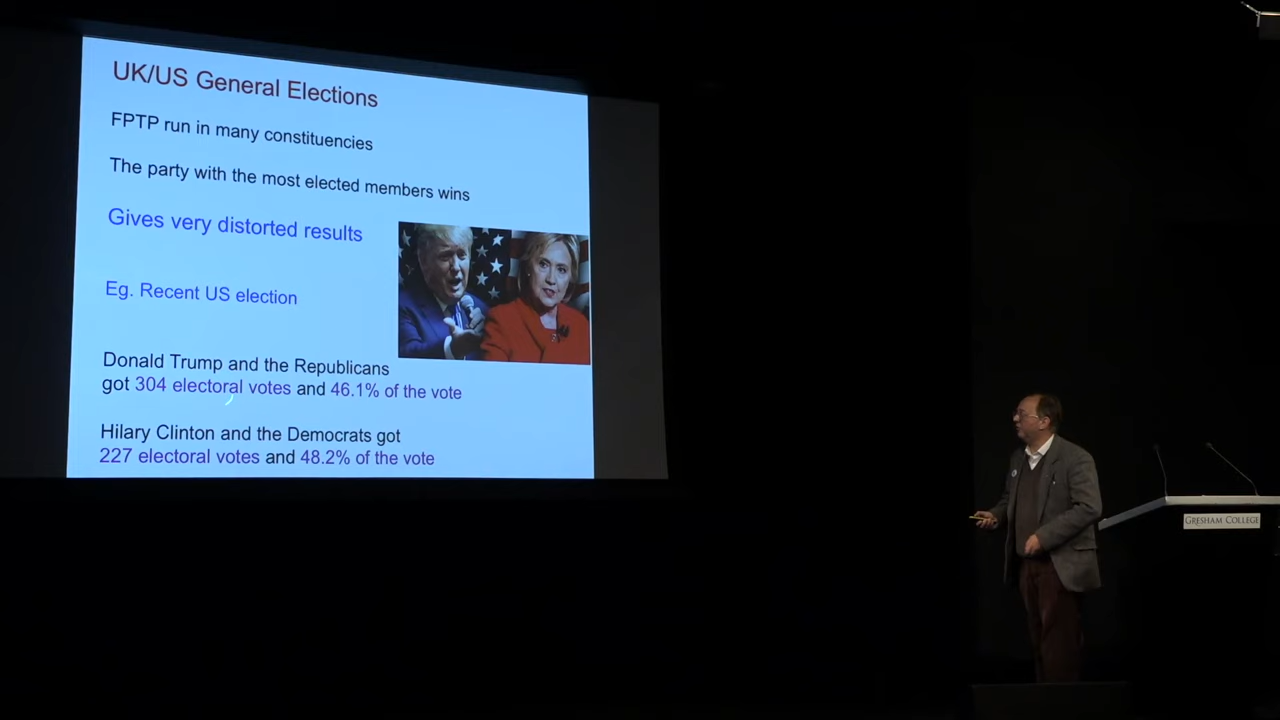 UK/US General Elections
FPTP run in many constituencies
The party with the most elected members wins
Gives very distorted results
Eg. Recent US election
Donald Trump and the Republicans
got 304 electoral votes and 46.1% of the vote
Hilary Clinton and the Democrats got
227 electoral votes and 48.2% of the vote
GRESHAM COLLEGE